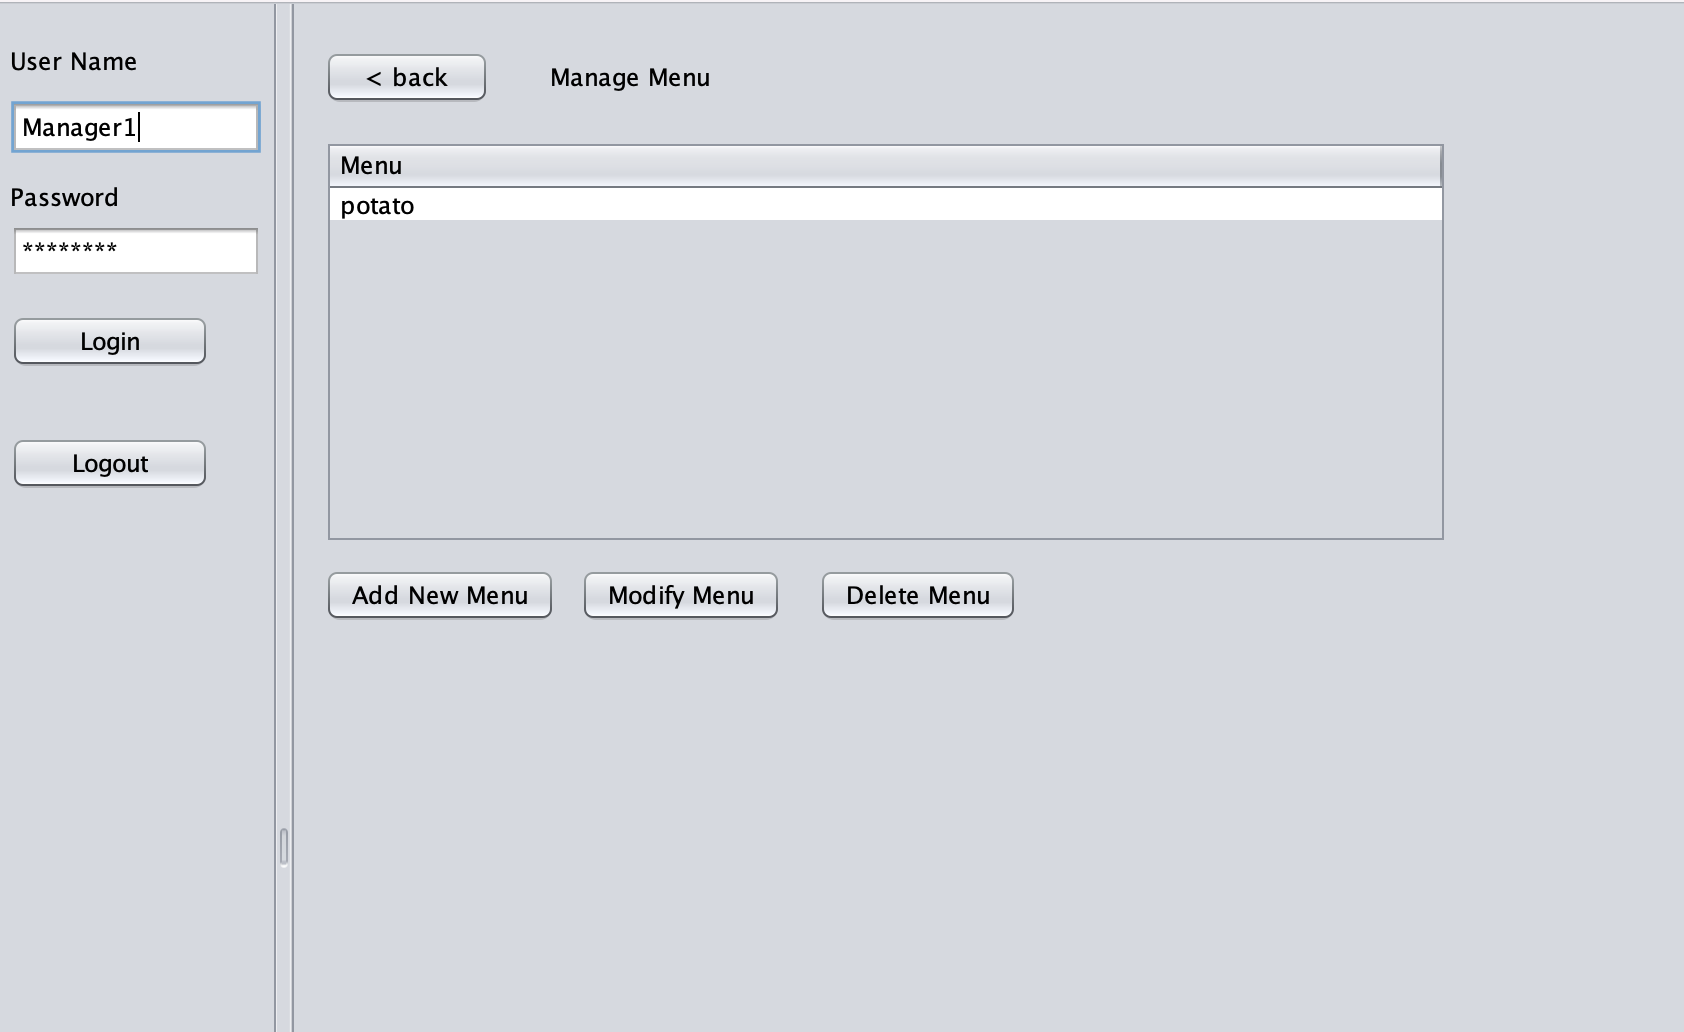 User Name
Manager1
Password
********
Login
Logout
< back
Manage Menu
Menu
potato
Add New Menu
Modify Menu
Delete Menu